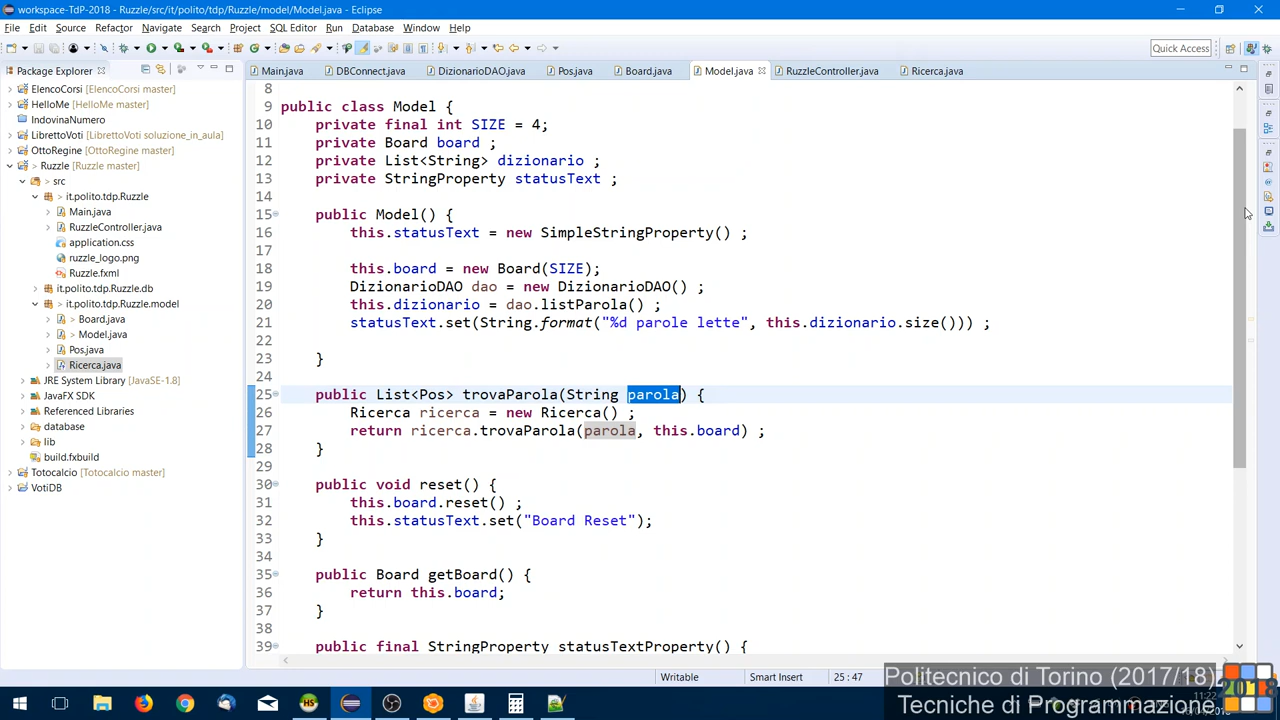 workspace-TdP-2018 - Ruzzle/src/it/polito/tdp/Ruzzle/model/Model.java - Eclipse
File Edit Source Refactor Navigate Search Project SQL Editor Run Database Window Help
Quick Access
Package Explorer
Main.java DBConnect.java DizionarioDAO.java Pos.java Board.java Model.java RuzzleController.java Ricerca.java
ElencoCorsi [ElencoCorsi master]
HelloMe [HelloMe master]
IndovinaNumero
LibrettoVoti [LibrettoVoti soluzione_in_aula]
OttoRegine [OttoRegine master]
> Ruzzle [Ruzzle master]
> src
> it.polito.tdp.Ruzzle
> Main.java
> RuzzleController.java
application.css
ruzzle_logo.png
Ruzzle.fxml
it.polito.tdp.Ruzzle.db
> it.polito.tdp.Ruzzle.model
> Board.java
> Model.java
Pos.java
Ricerca.java
JRE System Library [JavaSE-1.8]
JavaFX SDK
Referenced Libraries
database
lib
build.fxbuild
Totocalcio [Totocalcio master]
VotiDB
8
9 public class Model {
10 private final int SIZE = 4;
11 private Board board ;
12 private List<String> dizionario ;
13 private StringProperty statusText ;
14
15 public Model() {
16 this.statusText = new SimpleStringProperty() ;
17
18 this.board = new Board(SIZE);
19 DizionarioDAO dao = new DizionarioDAO() ;
20 this.dizionario = dao.listParola() ;
21 statusText.set(String.format("%d parole lette", this.dizionario.size())) ;
22
23 }
24
25 public List<Pos> trovaParola(String parola) {
26 Ricerca ricerca = new Ricerca() ;
27 return ricerca.trovaParola(parola, this.board) ;
28 }
29
30 public void reset() {
31 this.board.reset() ;
32 this.statusText.set("Board Reset");
33 }
34
35 public Board getBoard() {
36 return this.board;
37 }
38
39 public final StringProperty statusTextProperty() {
Writable Smart Insert 25 : 47
Politecnico di Torino (2017/18)
Tecniche di Programmazione
2018
11:22